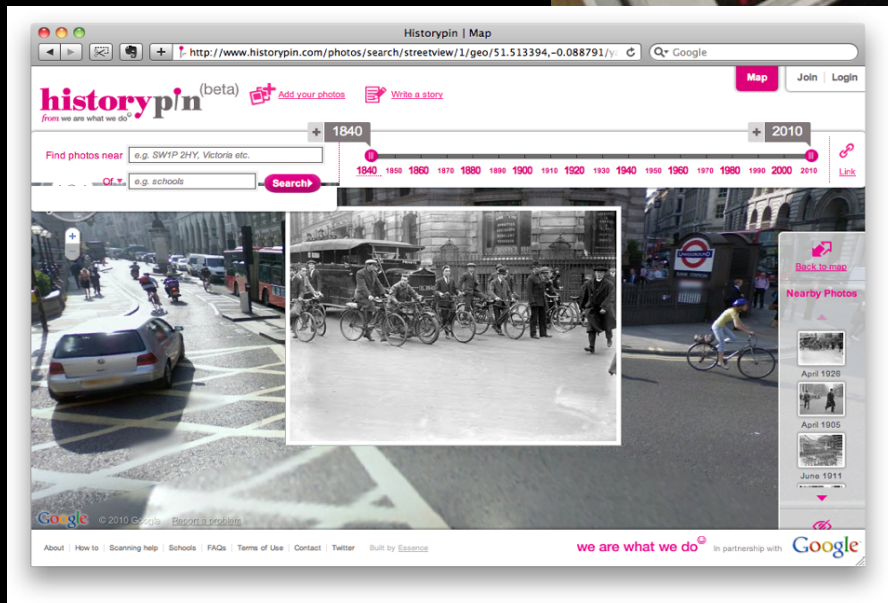 Historypin | Map
http://www.historypin.com/photos/search/streetview/1/geo/51.513394,-0.088791/y
Google
Map
Join
Login
historypin (beta)
from we are what we do
Add your photos
Write a story
1840
2010
Find photos near
e.g. SW1P 2HY, Victoria etc.
Of
e.g. schools
Search
1840 1850 1860 1870 1880 1890 1900 1910 1920 1930 1940 1950 1960 1970 1980 1990 2000 2010
Link
UNDERGROUND
Back to map
Nearby Photos
April 1926
April 1905
June 1911
Google © 2010 Google Report a problem
About | How to | Scanning help | Schools | FAQs | Terms of Use | Contact | Twitter Built by Essence
we are what we do In partnership with Google